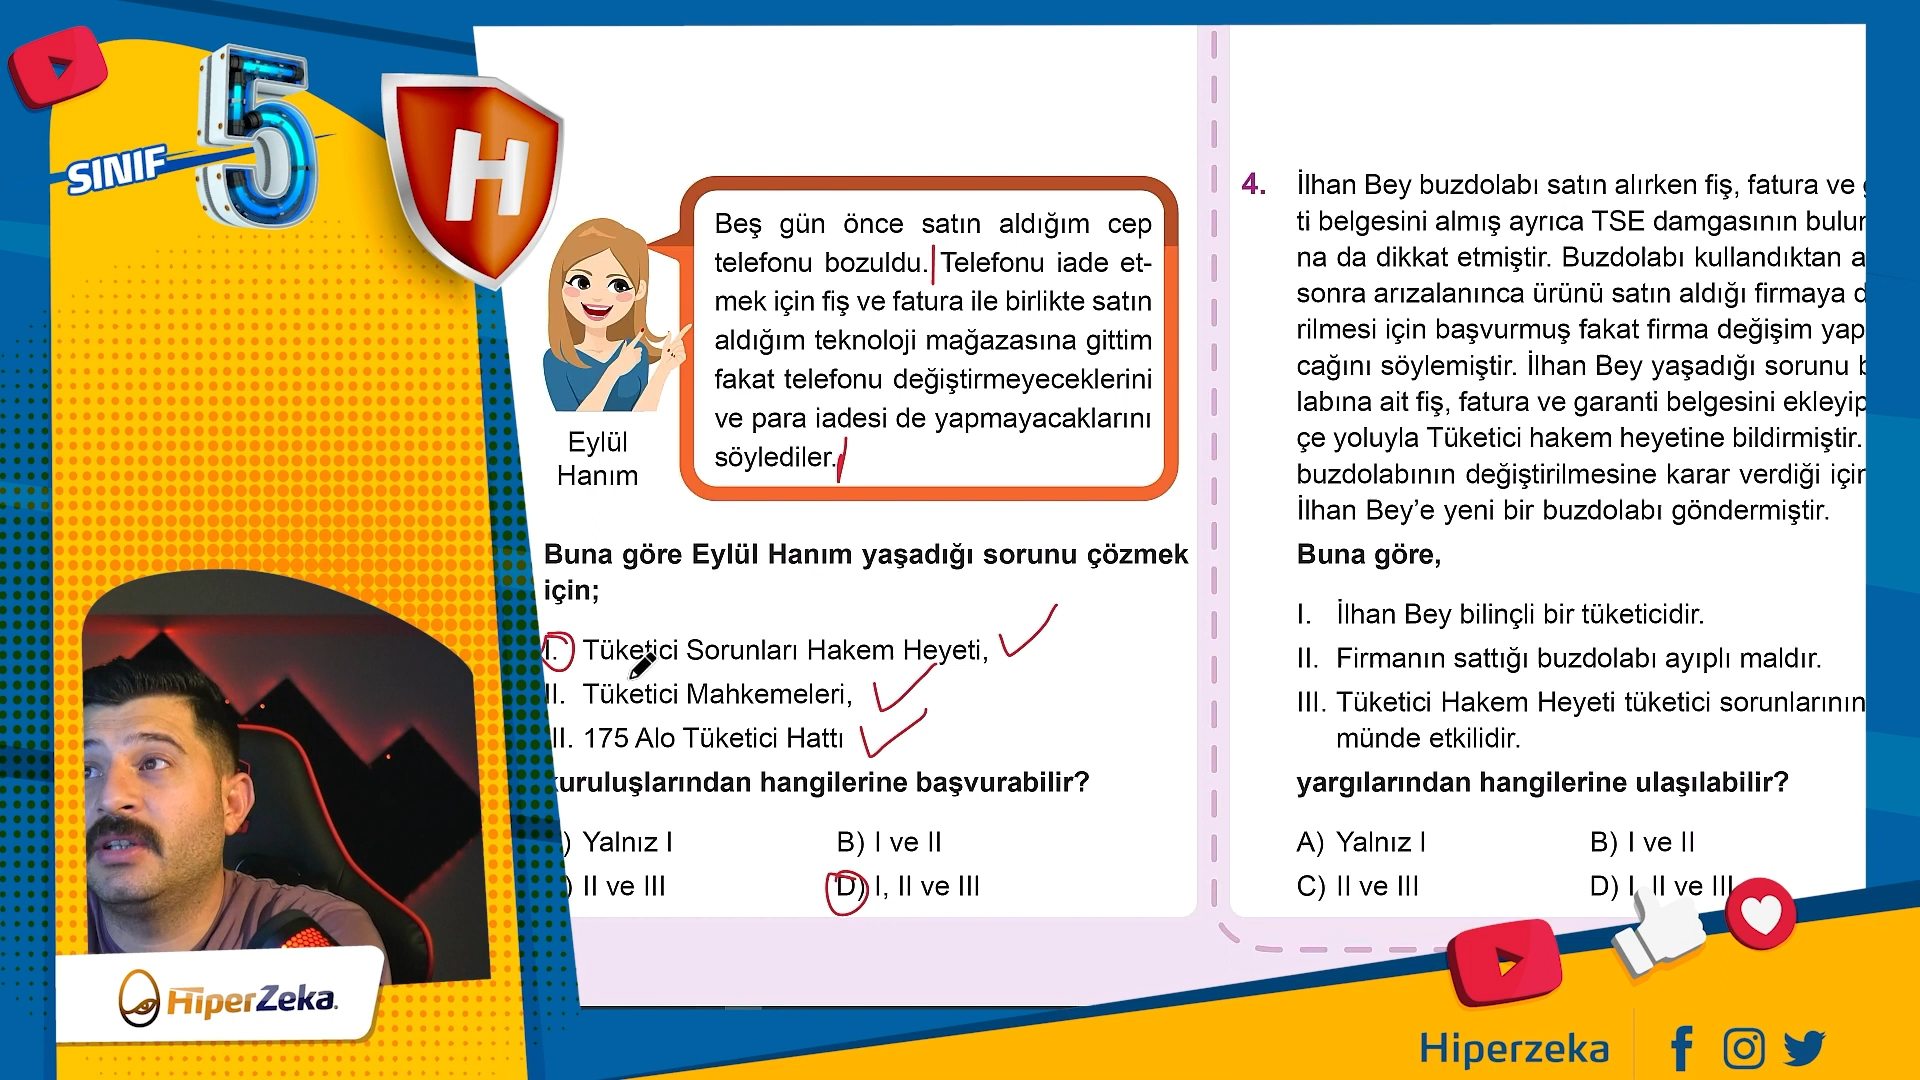 SINIF
5
H
Beş gün önce satın aldığım cep
telefonu bozuldu. Telefonu iade et-
mek için fiş ve fatura ile birlikte satın
aldığım teknoloji mağazasına gittim
fakat telefonu değiştirmeyeceklerini
ve para iadesi de yapmayacaklarını
söylediler.
Eylül
Hanım
Buna göre Eylül Hanım yaşadığı sorunu çözmek
için;
I. Tüketici Sorunları Hakem Heyeti,
II. Tüketici Mahkemeleri,
II. 175 Alo Tüketici Hattı
kuruluşlarından hangilerine başvurabilir?
) Yalnız I
B) I ve II
) II ve III
D) I, II ve III
4. İlhan Bey buzdolabı satın alırken fiş, fatura ve
ti belgesini almış ayrıca TSE damgasının bulun
na da dikkat etmiştir. Buzdolabı kullandıktan a
sonra arızalanınca ürünü satın aldığı firmaya d
rilmesi için başvurmuş fakat firma değişim yap
cağını söylemiştir. İlhan Bey yaşadığı sorunu b
labına ait fiş, fatura ve garanti belgesini ekleyip
çe yoluyla Tüketici hakem heyetine bildirmiştir.
buzdolabının değiştirilmesine karar verdiği için
İlhan Bey'e yeni bir buzdolabı göndermiştir.
Buna göre,
I. İlhan Bey bilinçli bir tüketicidir.
II. Firmanın sattığı buzdolabı ayıplı maldır.
III. Tüketici Hakem Heyeti tüketici sorunlarının
münde etkilidir.
yargılarından hangilerine ulaşılabilir?
A) Yalnız I
B) I ve II
C) II ve III
D) I, II ve III
HiperZeka.
Hiperzeka